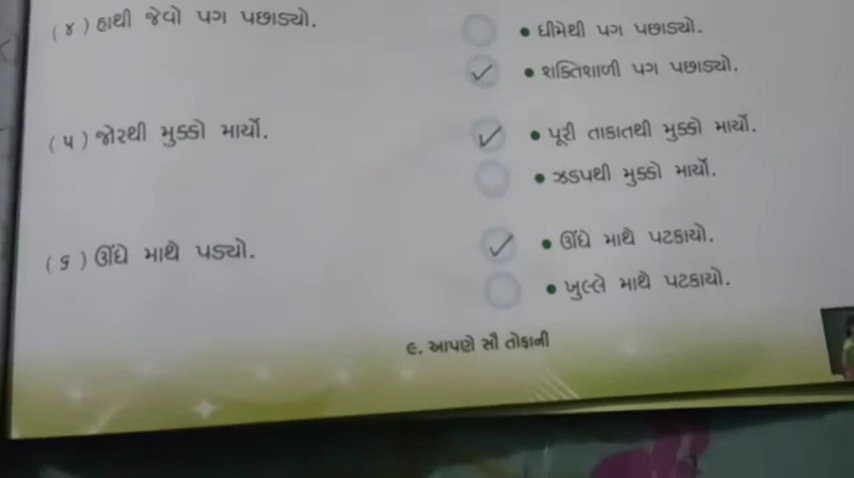 (૪) હાથી જેવો પગ પછાડ્યો.
• ધીમેથી પગ પછાડ્યો.
• શક્તિશાળી પગ પછાડ્યો.
(૫) જોરથી મુક્કો માર્યો.
• પૂરી તાકાતથી મુક્કો માર્યો.
• ઝડપથી મુક્કો માર્યો.
(૬) ઊંધે માથે પડ્યો.
• ઊંધે માથે પટકાયો.
• ખુલ્લે માથે પટકાયો.
૯. આપણે સૌ તોફાની